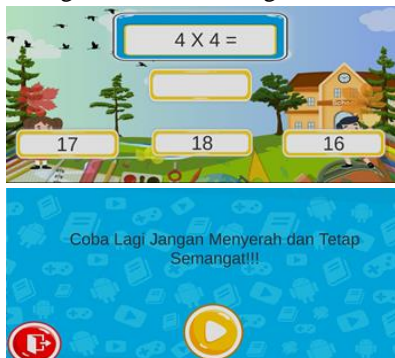 4 X 4 =
17
18
16
Coba Lagi Jangan Menyerah dan Tetap
Semangat!!!